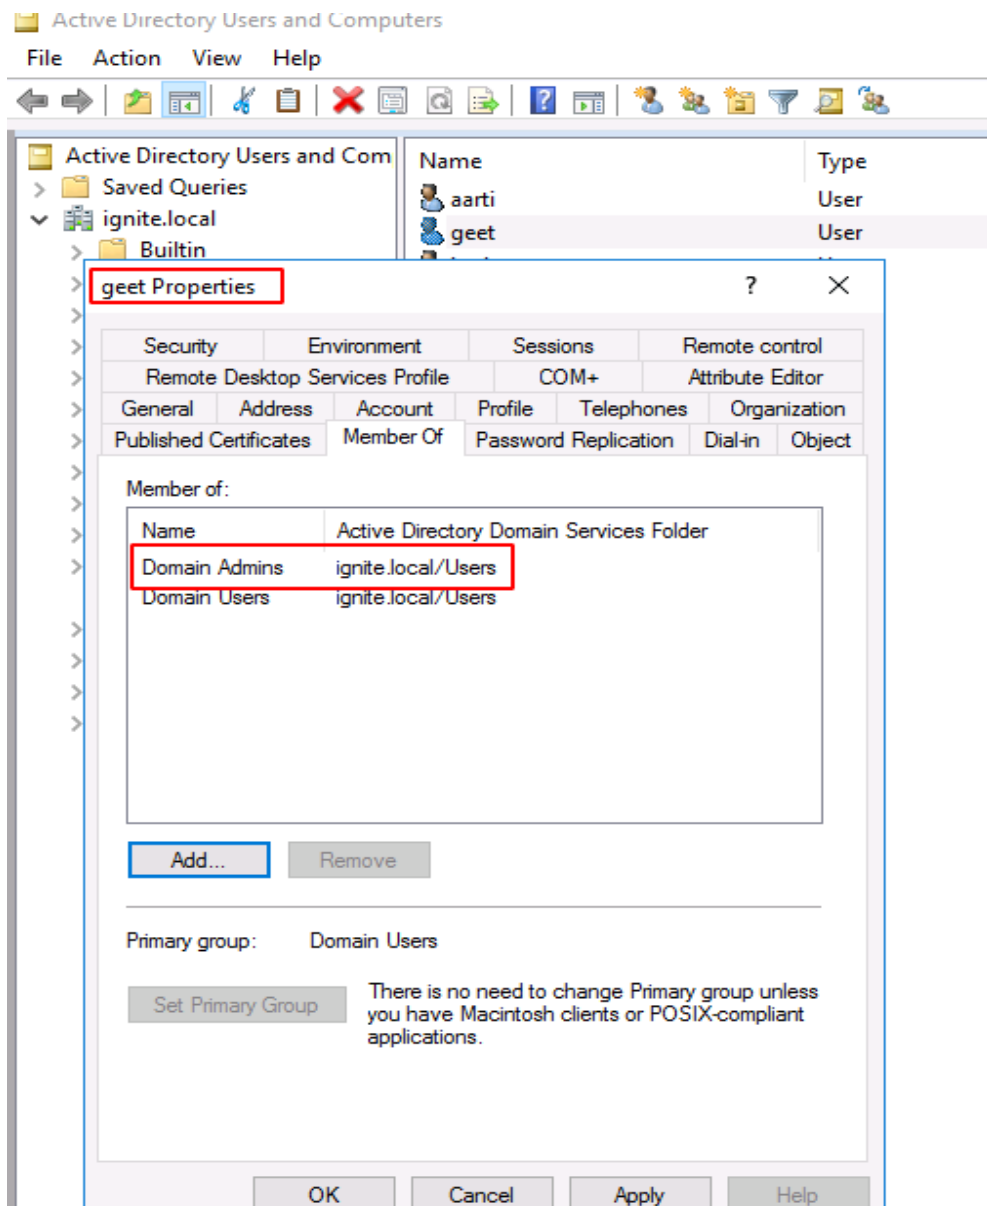 Active Directory Users and Computers
File Action View Help
Active Directory Users and Com
Saved Queries
ignite.local
Builtin
Name Type
aarti User
geet User
geet Properties ?
Security Environment Sessions Remote control
Remote Desktop Services Profile COM+ Attribute Editor
General Address Account Profile Telephones Organization
Published Certificates Member Of Password Replication Dial-in Object
Member of:
Name Active Directory Domain Services Folder
Domain Admins ignite.local/Users
Domain Users ignite.local/Users
Add... Remove
Primary group: Domain Users
Set Primary Group
There is no need to change Primary group unless
you have Macintosh clients or POSIX-compliant
applications.
OK Cancel Apply Help